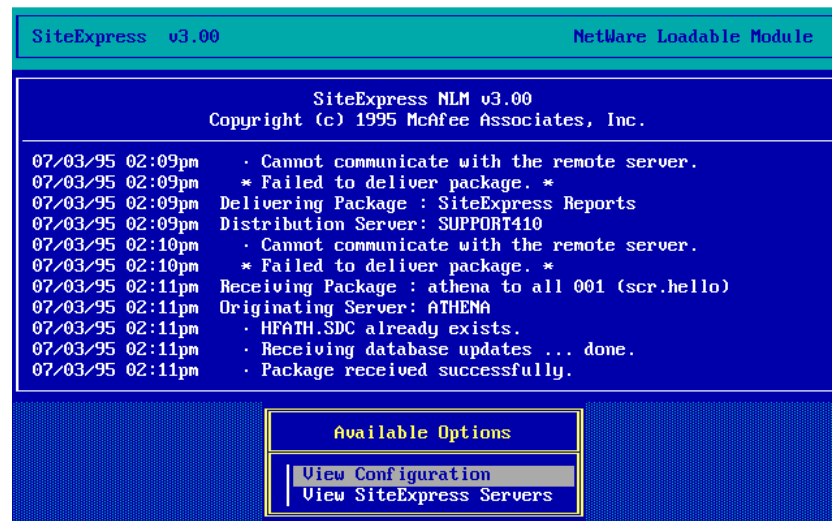 SiteExpress v3.00 NetWare Loadable Module
SiteExpress NLM v3.00
Copyright (c) 1995 McAfee Associates, Inc.
07/03/95 02:09pm · Cannot communicate with the remote server.
07/03/95 02:09pm * Failed to deliver package. *
07/03/95 02:09pm Delivering Package : SiteExpress Reports
07/03/95 02:09pm Distribution Server: SUPPORT410
07/03/95 02:10pm · Cannot communicate with the remote server.
07/03/95 02:10pm * Failed to deliver package. *
07/03/95 02:11pm Receiving Package : athena to all 001 (scr.hello)
07/03/95 02:11pm Originating Server: ATHENA
07/03/95 02:11pm · HFATH.SDC already exists.
07/03/95 02:11pm · Receiving database updates ... done.
07/03/95 02:11pm · Package received successfully.
Available Options
View Configuration
View SiteExpress Servers